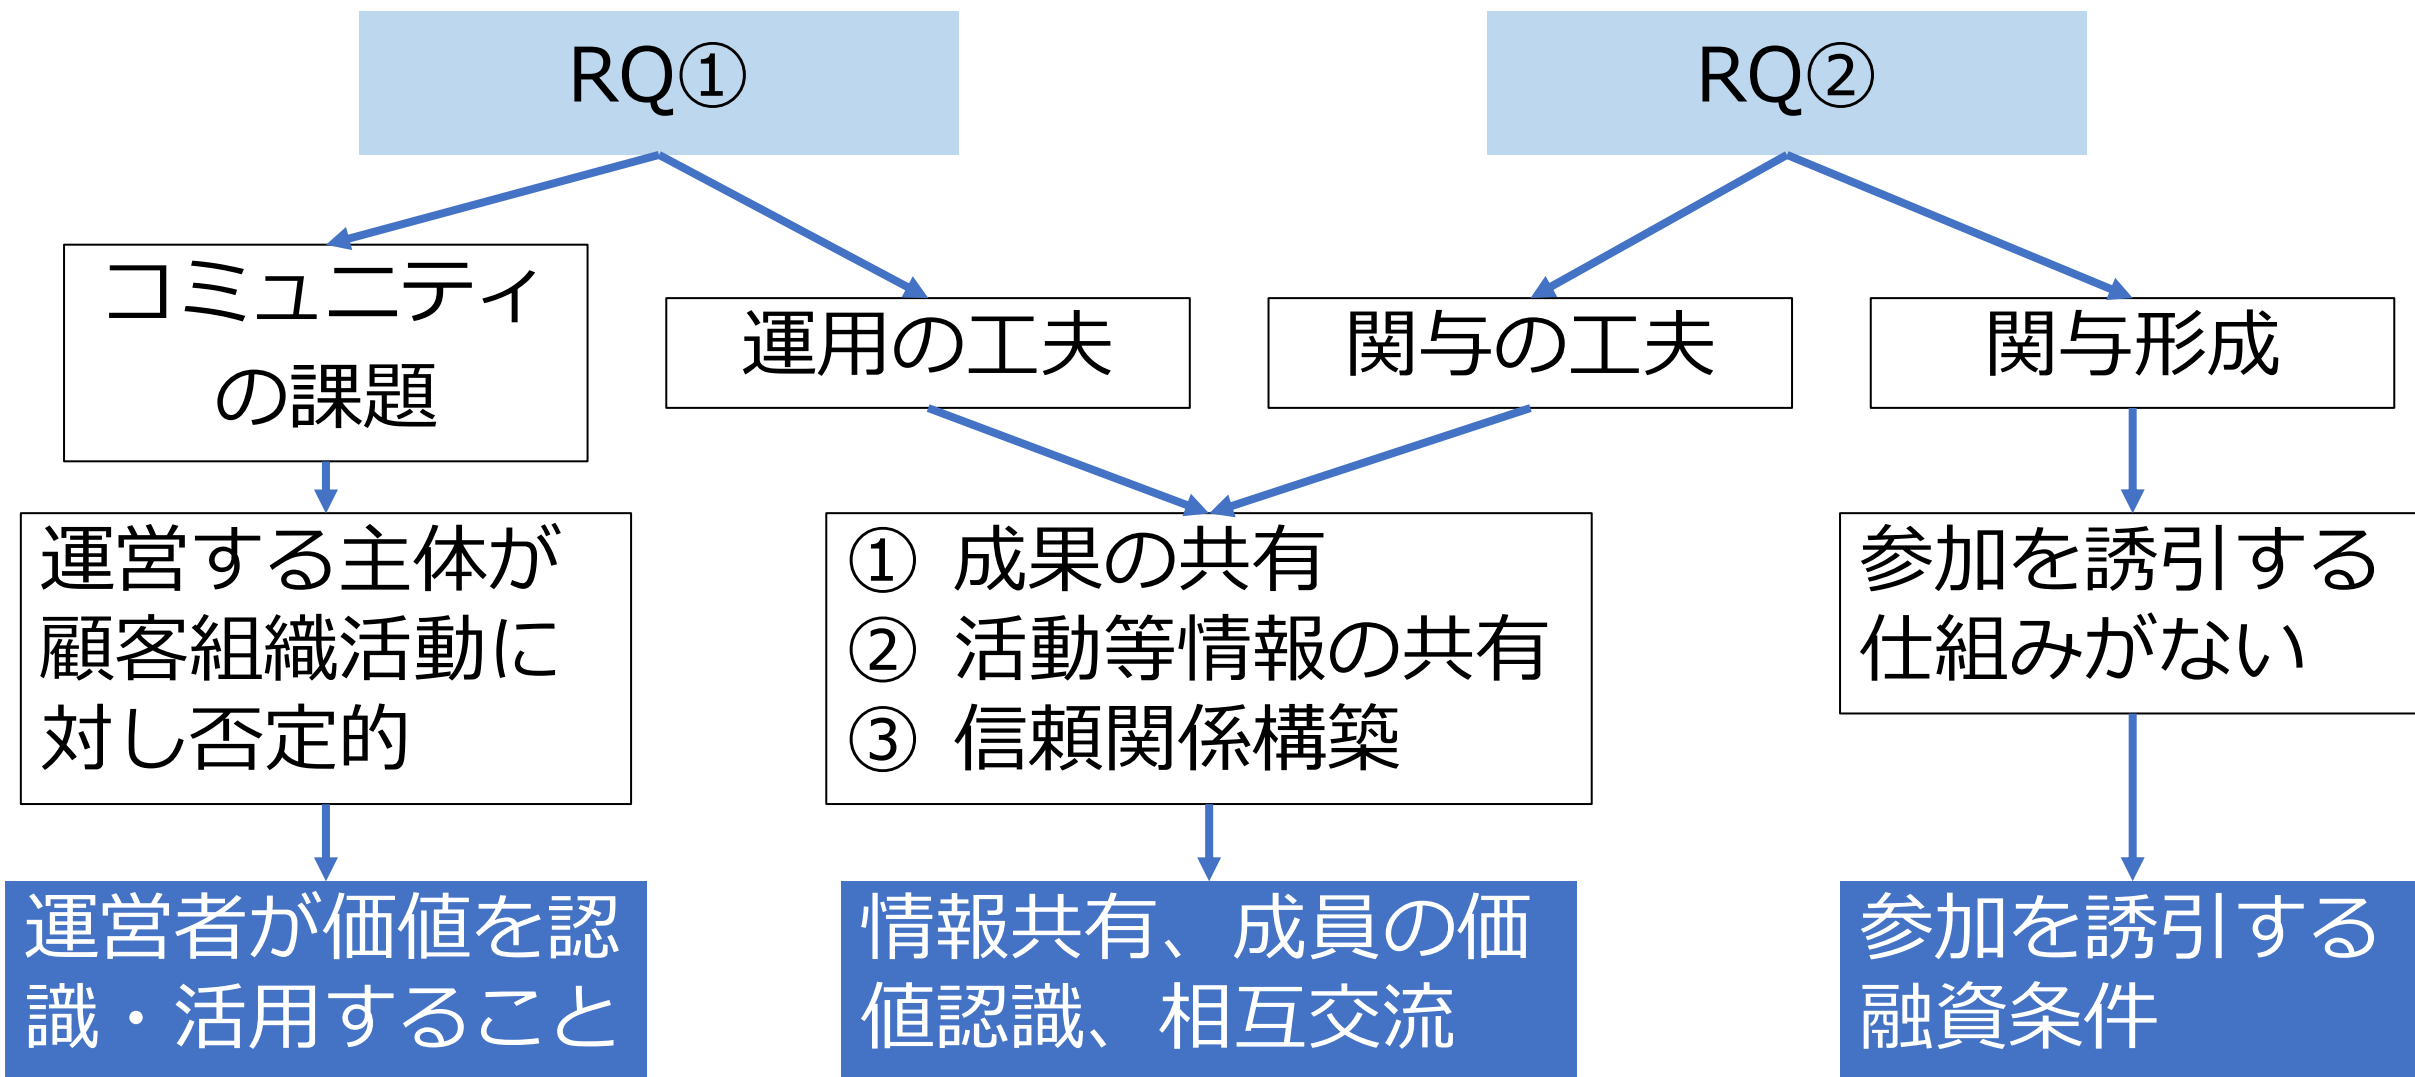 RQ①
RQ②
コミュニティ
の課題
運用の工夫
関与の工夫
関与形成
運営する主体が
顧客組織活動に
対し否定的
① 成果の共有
② 活動等情報の共有
③ 信頼関係構築
参加を誘引する
仕組みがない
運営者が価値を認
識・活用すること
情報共有、成員の価
値認識、相互交流
参加を誘引する
融資条件